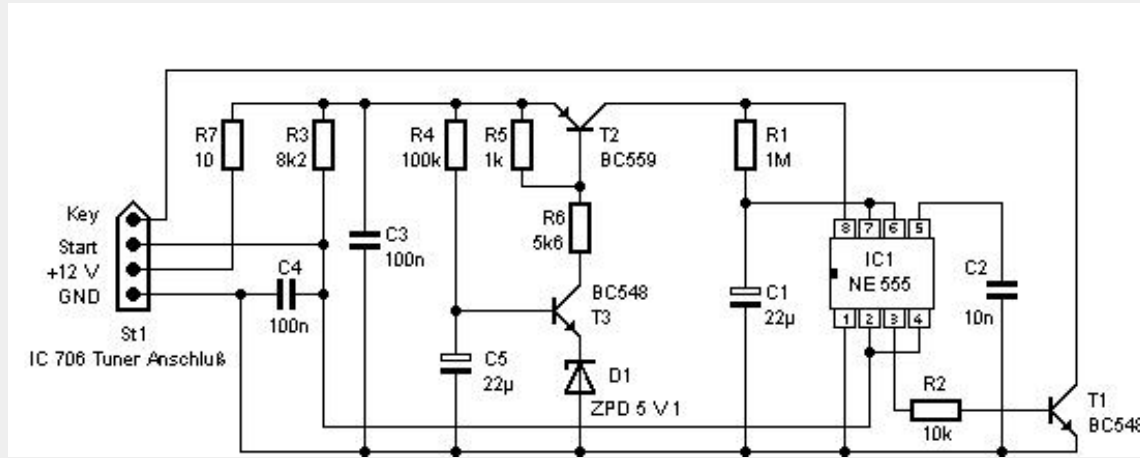 Key
Start
+12 V
GND
St1
IC 706 Tuner Anschluß
R7
10
R3
8k2
C4
100n
C3
100n
R4
100k
R5
1k
T2
BC559
R6
5k6
BC548
T3
C5
22µ
D1
ZPD 5 V1
R1
1M
C1
22µ
8
7
6
5
IC1
NE 555
1
2
3
4
C2
10n
R2
10k
T1
BC548